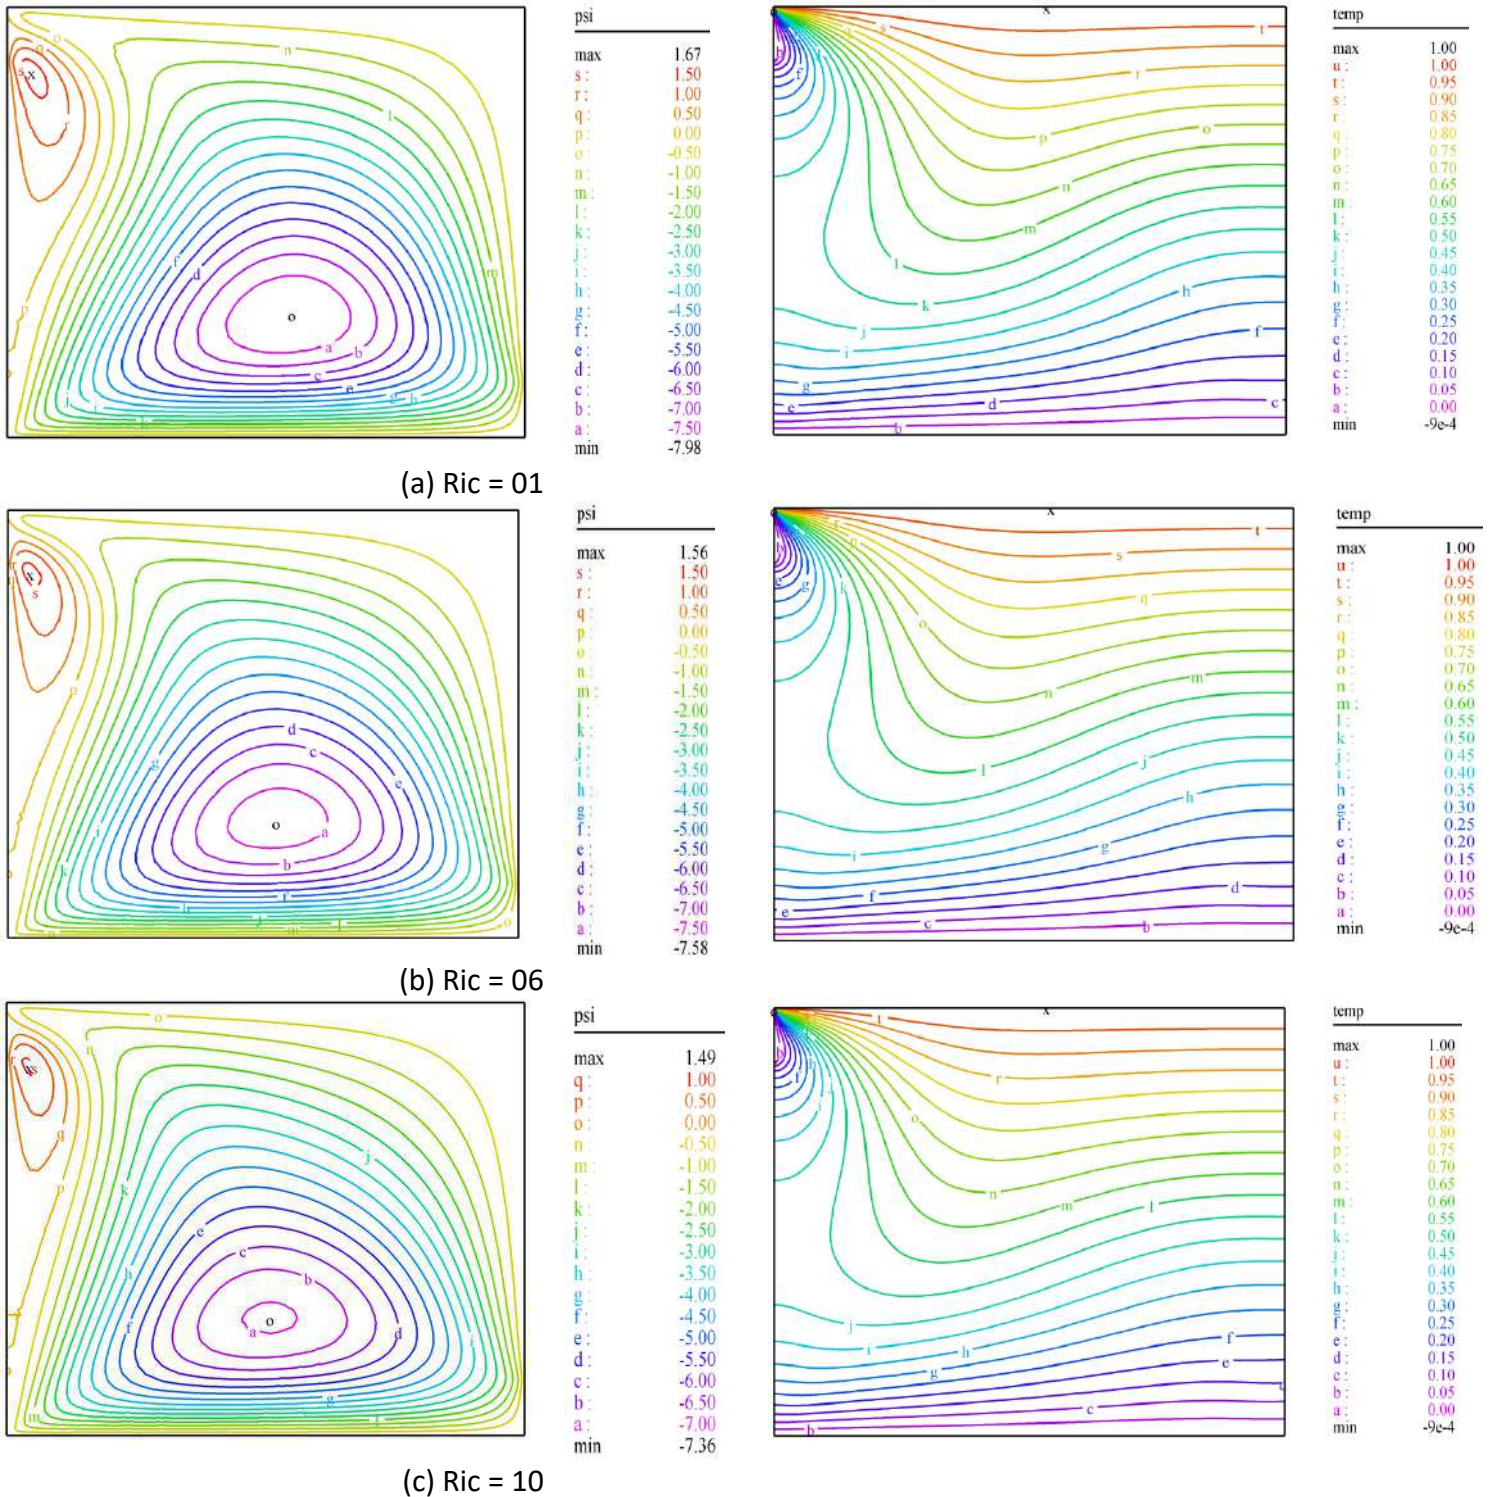 psi
max 1.67
s: 1.50
r: 1.00
q: 0.50
p: 0.00
o: -0.50
n: -1.00
m: -1.50
l: -2.00
k: -2.50
j: -3.00
i: -3.50
h: -4.00
g: -4.50
f: -5.00
e: -5.50
d: -6.00
c: -6.50
b: -7.00
a: -7.50
min -7.98
temp
max 1.00
u: 1.00
t: 0.95
s: 0.90
r: 0.85
q: 0.80
p: 0.75
o: 0.70
n: 0.65
m: 0.60
l: 0.55
k: 0.50
j: 0.45
i: 0.40
h: 0.35
g: 0.30
f: 0.25
e: 0.20
d: 0.15
c: 0.10
b: 0.05
a: 0.00
min -9e-4
(a) Ric = 01
psi
max 1.56
s: 1.50
r: 1.00
q: 0.50
p: 0.00
o: -0.50
n: -1.00
m: -1.50
l: -2.00
k: -2.50
j: -3.00
i: -3.50
h: -4.00
g: -4.50
f: -5.00
e: -5.50
d: -6.00
c: -6.50
b: -7.00
a: -7.50
min -7.58
temp
max 1.00
u: 1.00
t: 0.95
s: 0.90
r: 0.85
q: 0.80
p: 0.75
o: 0.70
n: 0.65
m: 0.60
l: 0.55
k: 0.50
j: 0.45
i: 0.40
h: 0.35
g: 0.30
f: 0.25
e: 0.20
d: 0.15
c: 0.10
b: 0.05
a: 0.00
min -9e-4
(b) Ric = 06
psi
max 1.49
q: 1.00
p: 0.50
o: 0.00
n: -0.50
m: -1.00
l: -1.50
k: -2.00
j: -2.50
i: -3.00
h: -3.50
g: -4.00
f: -4.50
e: -5.00
d: -5.50
c: -6.00
b: -6.50
a: -7.00
min -7.36
temp
max 1.00
u: 1.00
t: 0.95
s: 0.90
r: 0.85
q: 0.80
p: 0.75
o: 0.70
n: 0.65
m: 0.60
l: 0.55
k: 0.50
j: 0.45
i: 0.40
h: 0.35
g: 0.30
f: 0.25
e: 0.20
d: 0.15
c: 0.10
b: 0.05
a: 0.00
min -9e-4
(c) Ric = 10